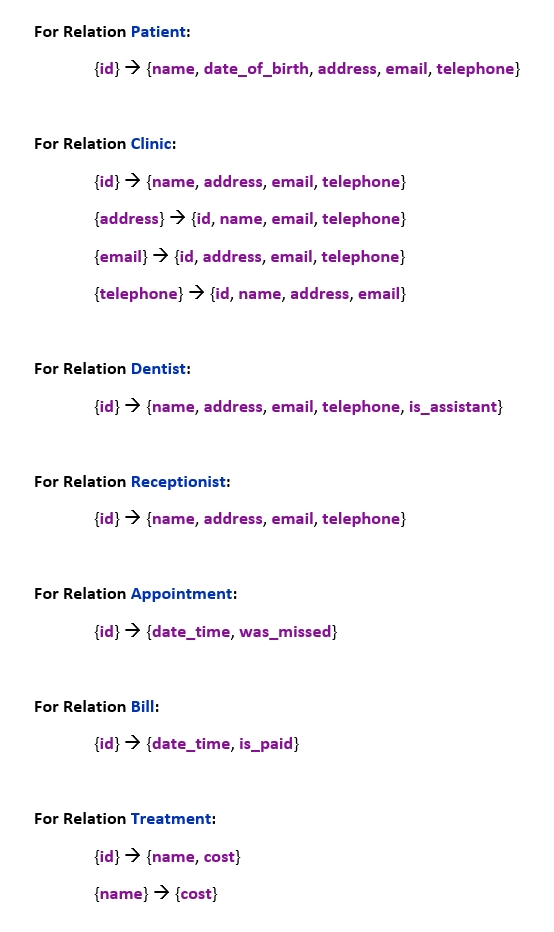 For Relation Patient:
{id} → {name, date_of_birth, address, email, telephone}
For Relation Clinic:
{id} → {name, address, email, telephone}
{address} → {id, name, email, telephone}
{email} → {id, address, email, telephone}
{telephone} → {id, name, address, email}
For Relation Dentist:
{id} → {name, address, email, telephone, is_assistant}
For Relation Receptionist:
{id} → {name, address, email, telephone}
For Relation Appointment:
{id} → {date_time, was_missed}
For Relation Bill:
{id} → {date_time, is_paid}
For Relation Treatment:
{id} → {name, cost}
{name} → {cost}